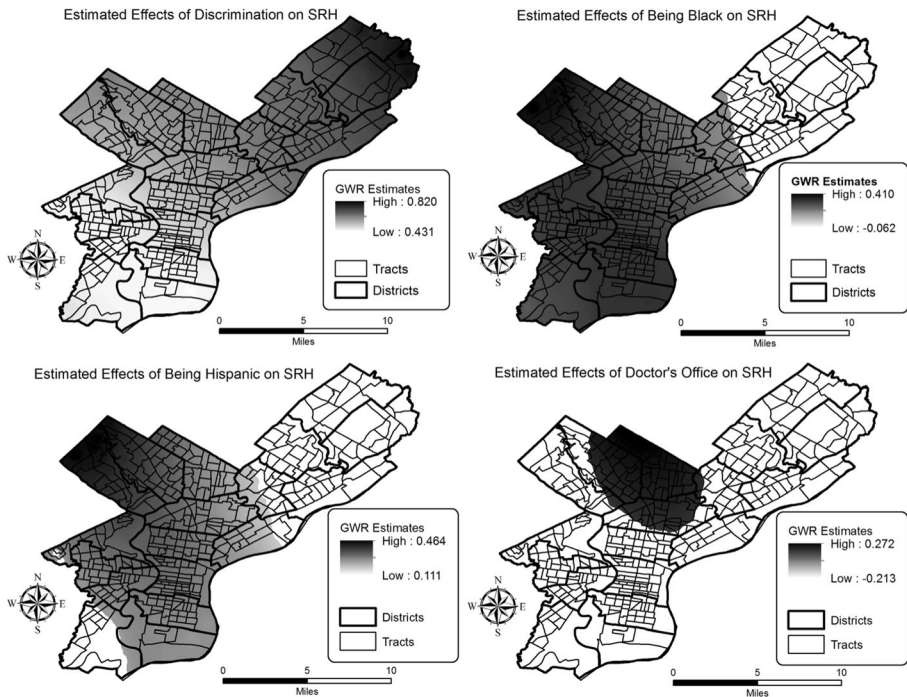 Estimated Effects of Discrimination on SRH
GWR Estimates
High : 0.820
Low : 0.431
Tracts
Districts
N
W E
S
0 5 10
Miles
Estimated Effects of Being Black on SRH
GWR Estimates
High : 0.410
Low : -0.062
Tracts
Districts
N
W E
S
0 5 10
Miles
Estimated Effects of Being Hispanic on SRH
GWR Estimates
High : 0.464
Low : 0.111
Districts
Tracts
N
W E
S
0 5 10
Miles
Estimated Effects of Doctor's Office on SRH
GWR Estimates
High : 0.272
Low : -0.213
Districts
Tracts
N
W E
S
0 5 10
Miles